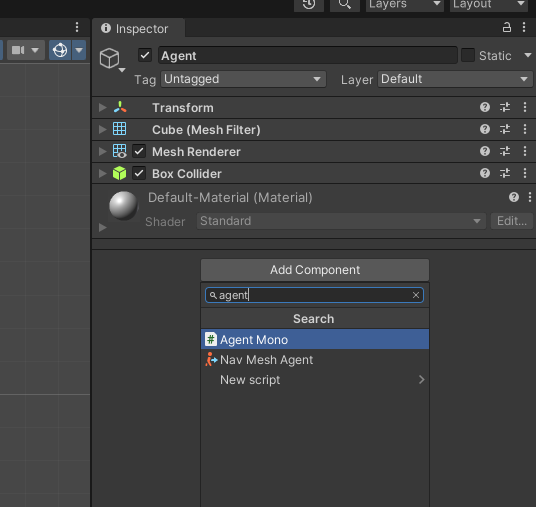 Layers
Layout
Inspector
Agent
Static
Tag Untagged
Layer Default
Transform
Cube (Mesh Filter)
Mesh Renderer
Box Collider
Default-Material (Material)
Shader Standard
Edit...
Add Component
agent
Search
Agent Mono
Nav Mesh Agent
New script